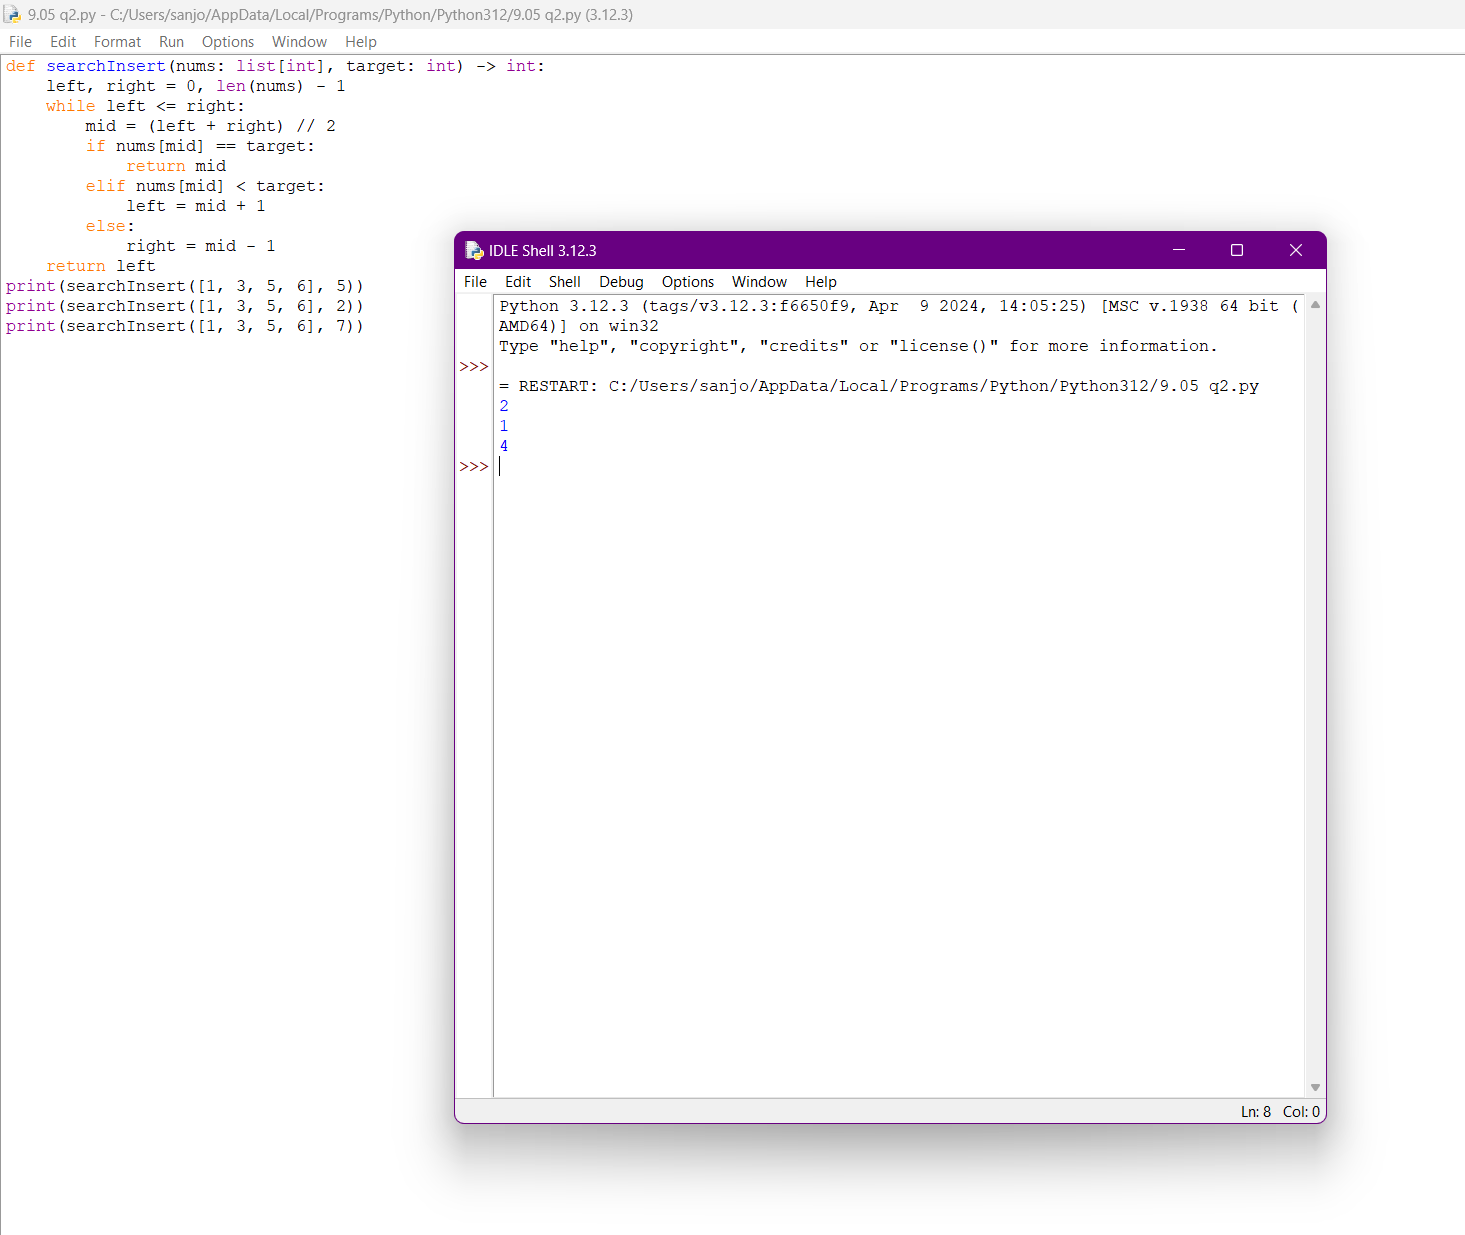 9.05 q2.py - C:/Users/sanjo/AppData/Local/Programs/Python/Python312/9.05 q2.py (3.12.3)
File Edit Format Run Options Window Help
def searchInsert(nums: list[int], target: int) -> int:
    left, right = 0, len(nums) - 1
    while left <= right:
        mid = (left + right) // 2
        if nums[mid] == target:
            return mid
        elif nums[mid] < target:
            left = mid + 1
        else:
            right = mid - 1
    return left
print(searchInsert([1, 3, 5, 6], 5))
print(searchInsert([1, 3, 5, 6], 2))
print(searchInsert([1, 3, 5, 6], 7))
IDLE Shell 3.12.3
File Edit Shell Debug Options Window Help
Python 3.12.3 (tags/v3.12.3:f6650f9, Apr  9 2024, 14:05:25) [MSC v.1938 64 bit (
AMD64)] on win32
Type "help", "copyright", "credits" or "license()" for more information.
>>>
= RESTART: C:/Users/sanjo/AppData/Local/Programs/Python/Python312/9.05 q2.py
2
1
4
>>>
Ln: 8 Col: 0